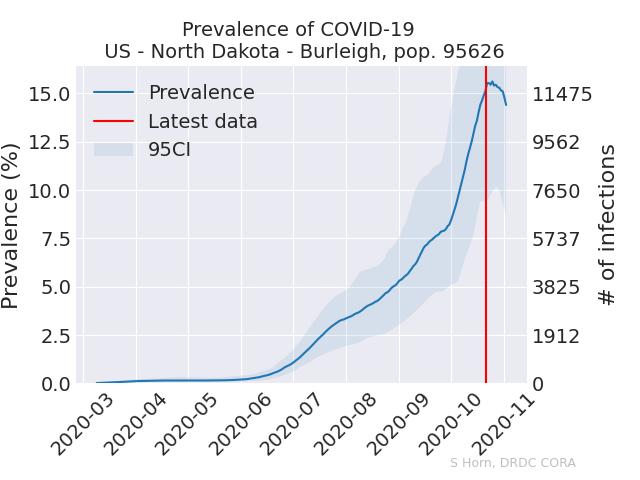 Prevalence of COVID-19
US - North Dakota - Burleigh, pop. 95626
Prevalence
Latest data
95CI
Prevalence (%)
15.0
12.5
10.0
7.5
5.0
2.5
0.0
11475
9562
7650
5737
3825
1912
0
# of infections
2020-03
2020-04
2020-05
2020-06
2020-07
2020-08
2020-09
2020-10
2020-11
S Horn, DRDC CORA